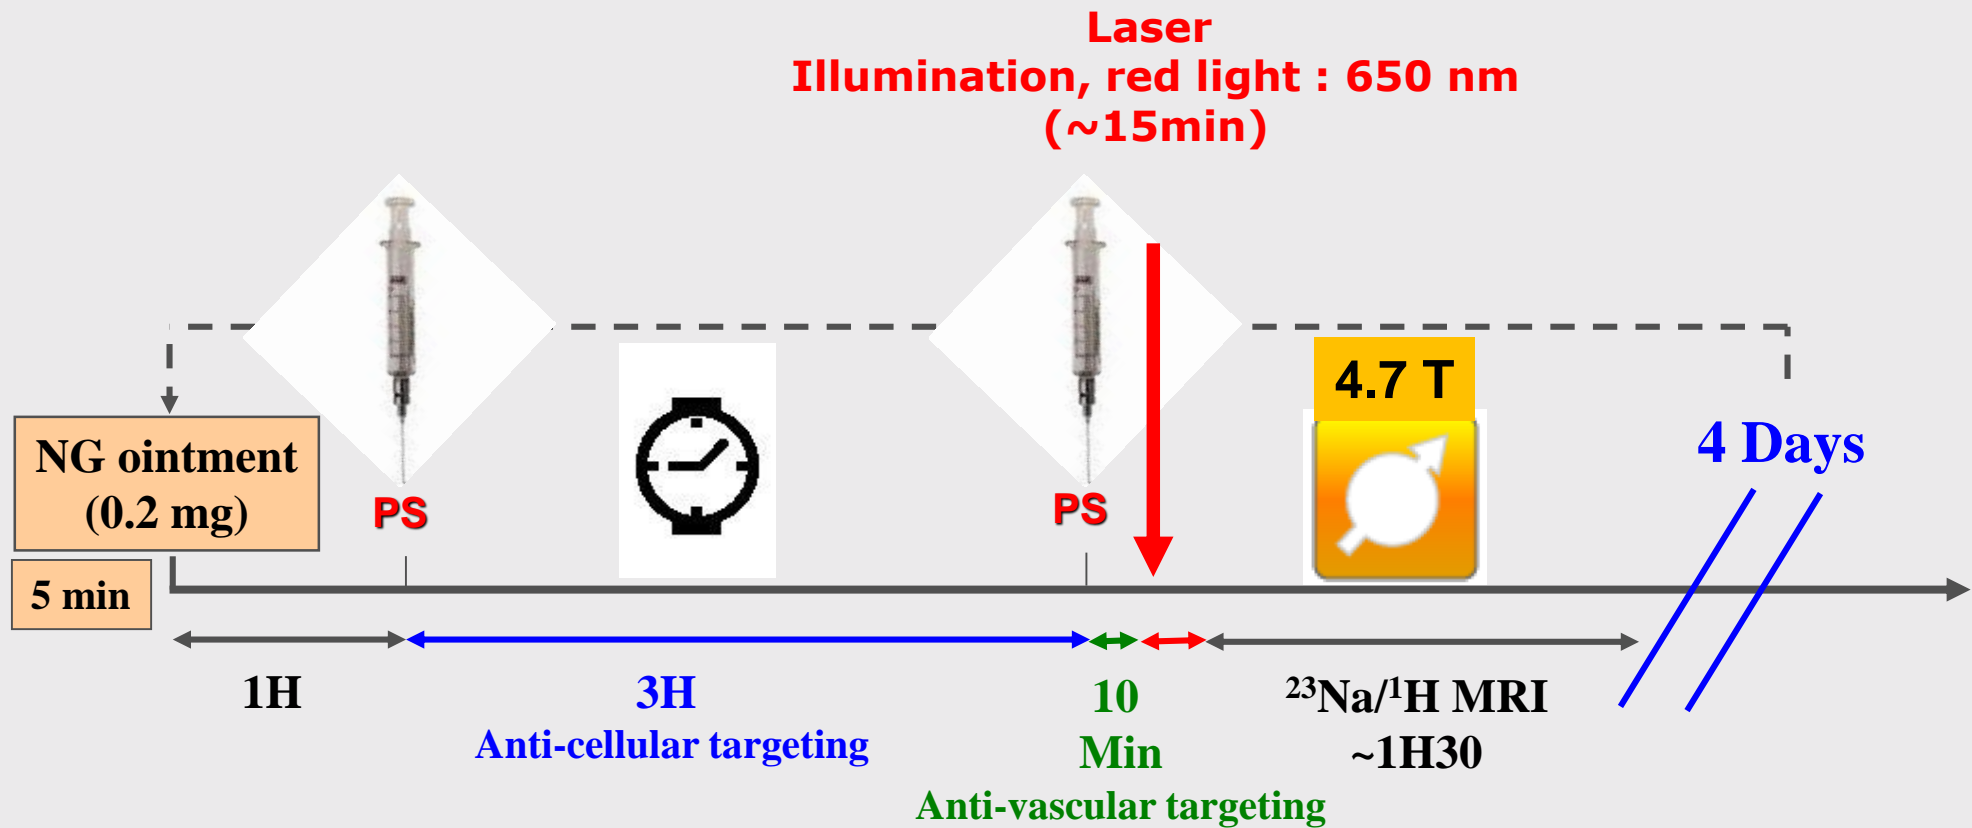 Laser
Illumination, red light : 650 nm
(~15min)
4.7 T
NG ointment
(0.2 mg)
PS
PS
4 Days
5 min
1H
3H
Anti-cellular targeting
10
Min
Anti-vascular targeting
²³Na/¹H MRI
~1H30